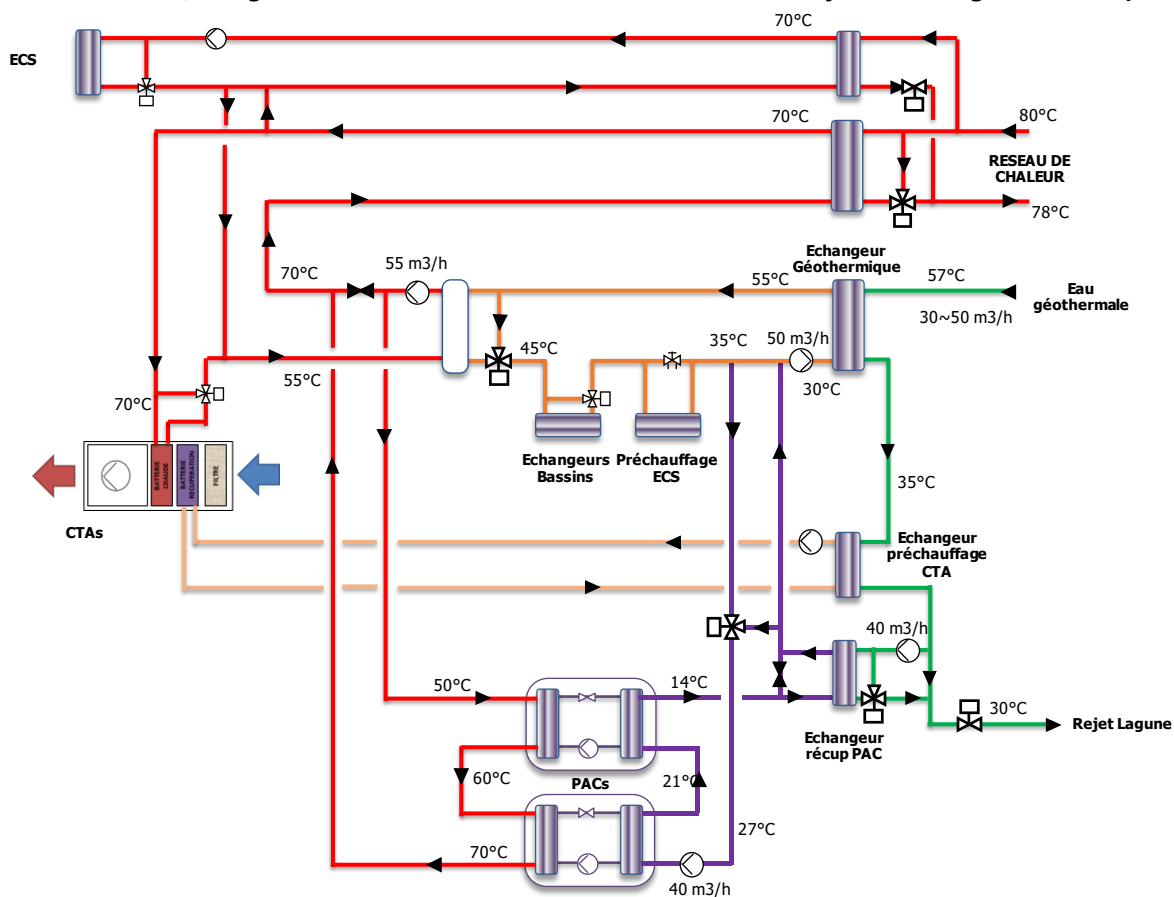 70°C
ECS
70°C
80°C
RESEAU DE
CHALEUR
78°C
Echangeur
Géothermique
70°C
55 m3/h
55°C
57°C
Eau
géothermale
30~50 m3/h
45°C
35°C
50 m3/h
30°C
55°C
70°C
BATTERIE
CHAUDE
BATTERIE
RECUPERATION
FILTRE
Echangeurs
Bassins
Préchauffage
ECS
35°C
CTAs
Echangeur
préchauffage
CTA
40 m3/h
50°C
14°C
30°C
Rejet Lagune
Echangeur
récup PAC
60°C
PACs
21°C
27°C
70°C
40 m3/h